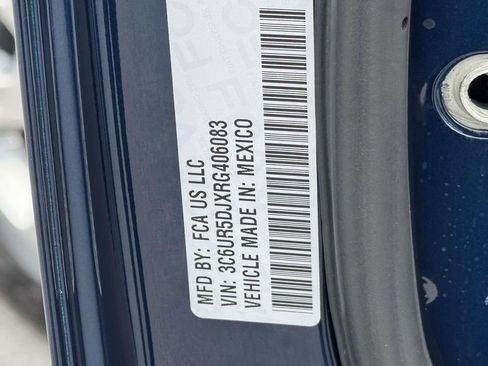 MFD BY: FCA US LLC
VIN: 3C6UR5DJXRG406083
VEHICLE MADE IN: MEXICO